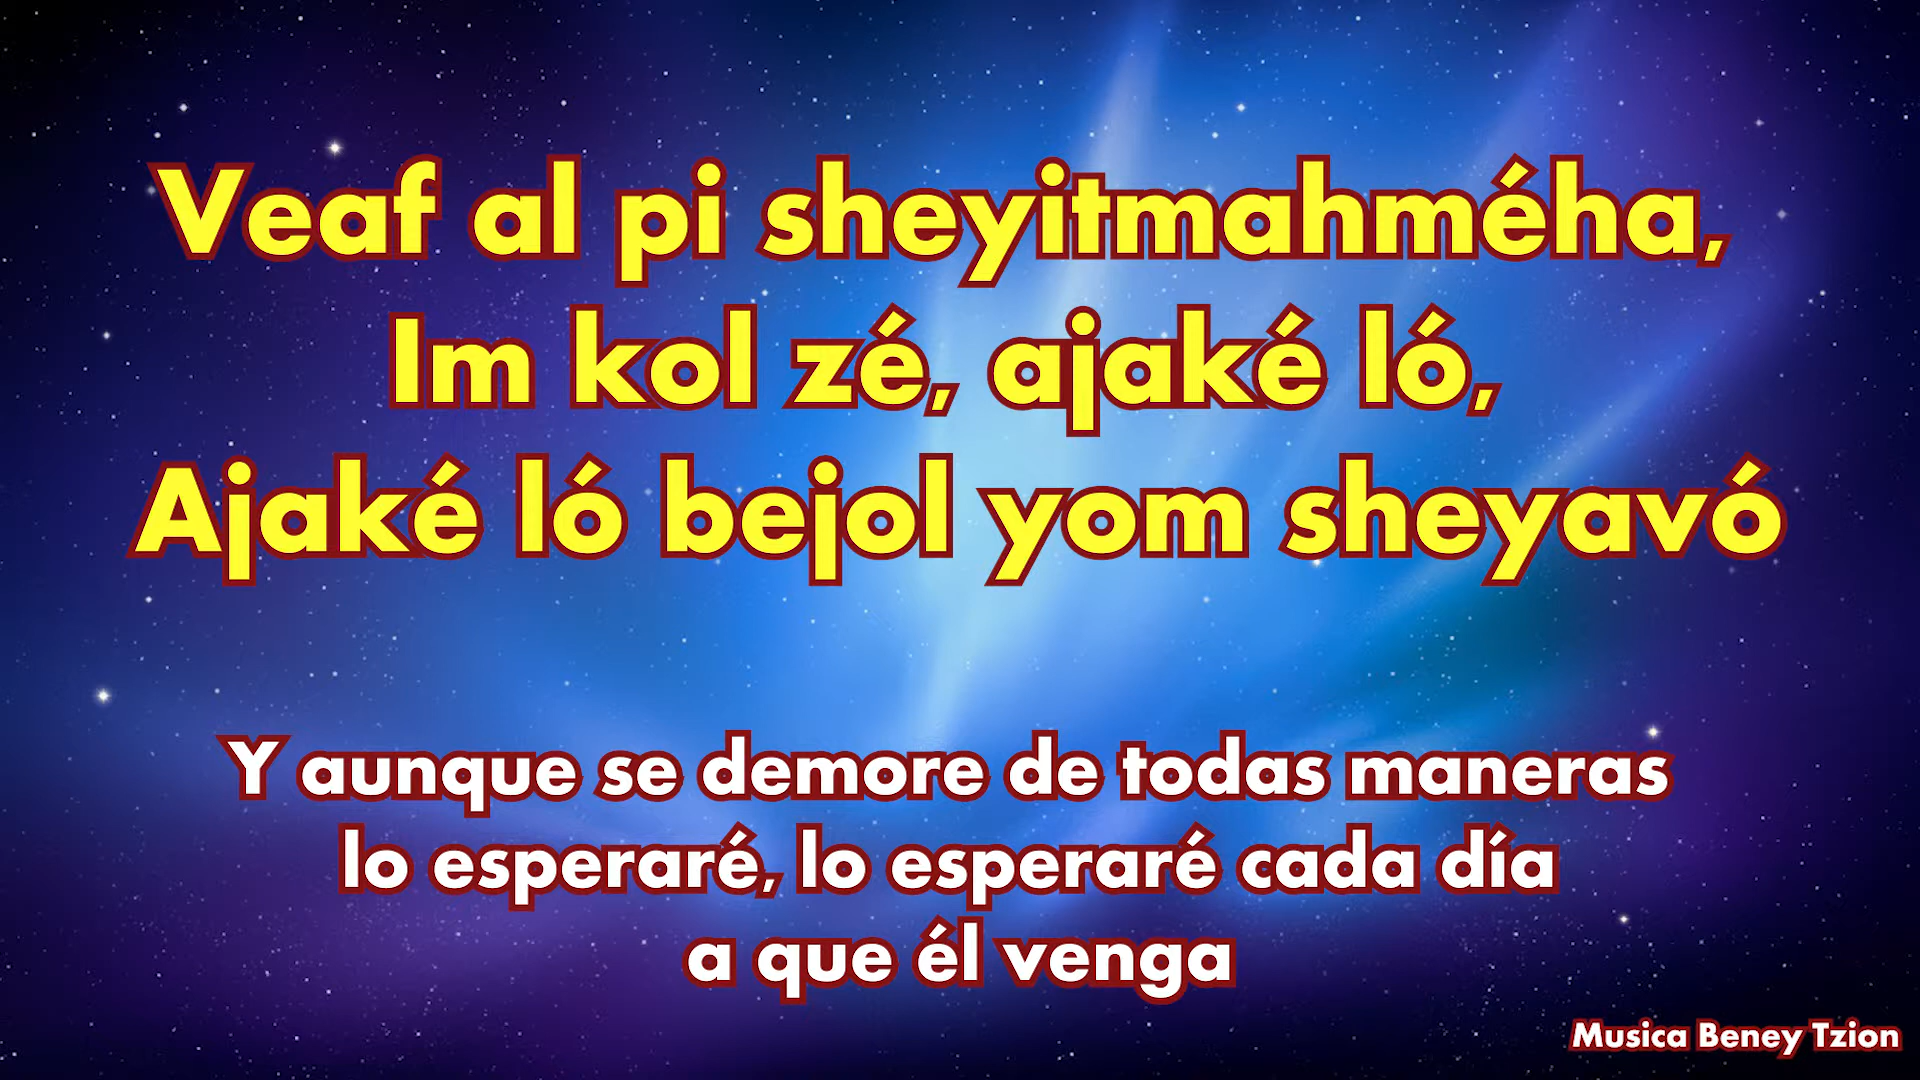 Veaf al pi sheyitmahméha,
Im kol zé, ajaké ló,
Ajaké ló bejol yom sheyavó
Y aunque se demore de todas maneras
lo esperaré, lo esperaré cada día
a que él venga
Musica Beney Tzion